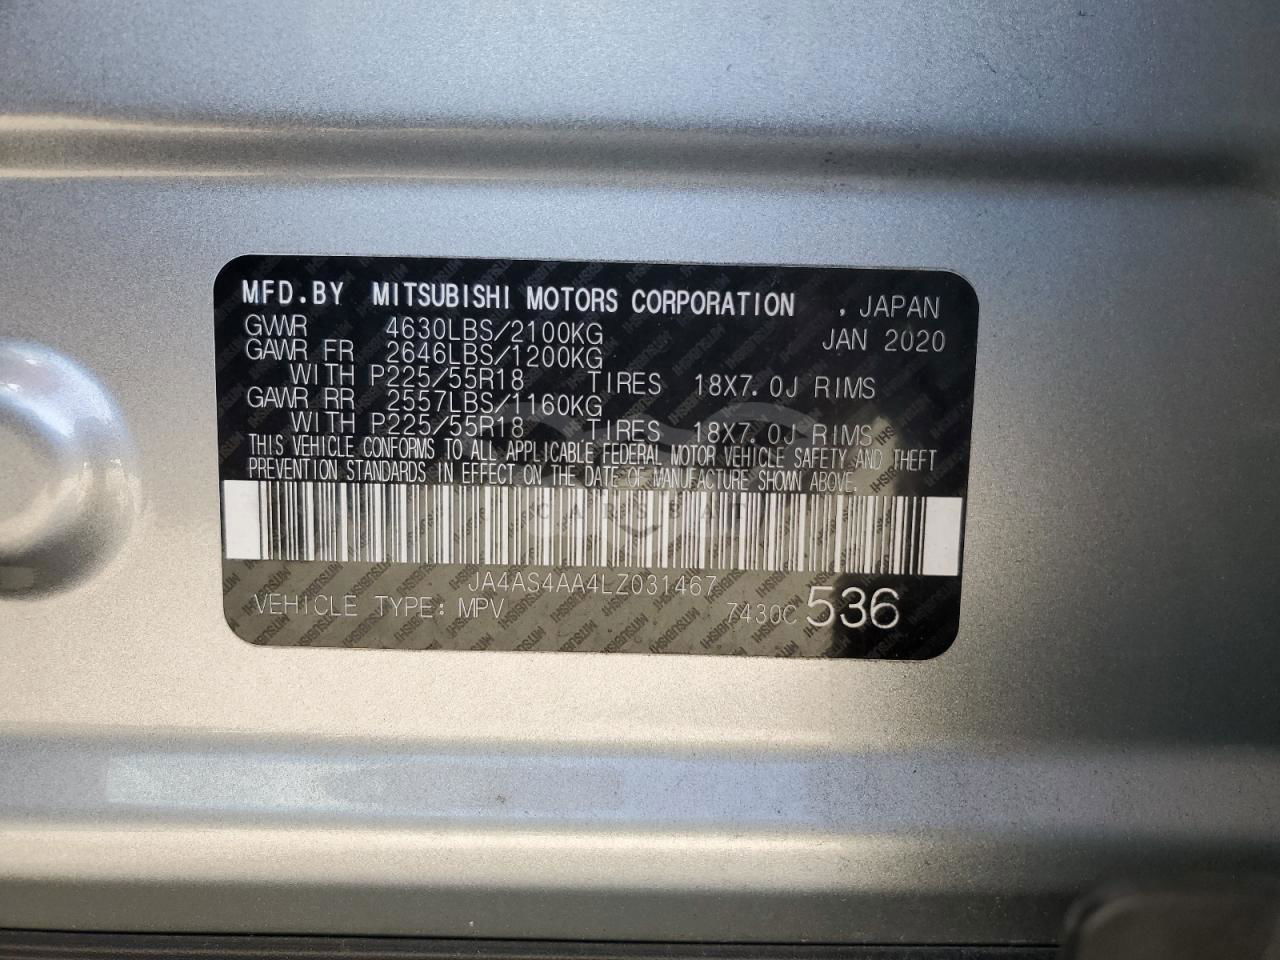 MFD.BY MITSUBISHI MOTORS CORPORATION , JAPAN
GWWR 4630LBS/2100KG JAN 2020
GAWR FR 2646LBS/1200KG
WITH P225/55R18 TIRES 18X7.0J RIMS
GAWR RR 2557LBS/1160KG
WITH P225/55R18 TIRES 18X7.0J RIMS
THIS VEHICLE CONFORMS TO ALL APPLICABLE FEDERAL MOTOR VEHICLE SAFETY AND THEFT
PREVENTION STANDARDS IN EFFECT ON THE DATE OF MANUFACTURE SHOWN ABOVE.
JA4AS4AA4LZ031467
VEHICLE TYPE: MPV 7430C 536